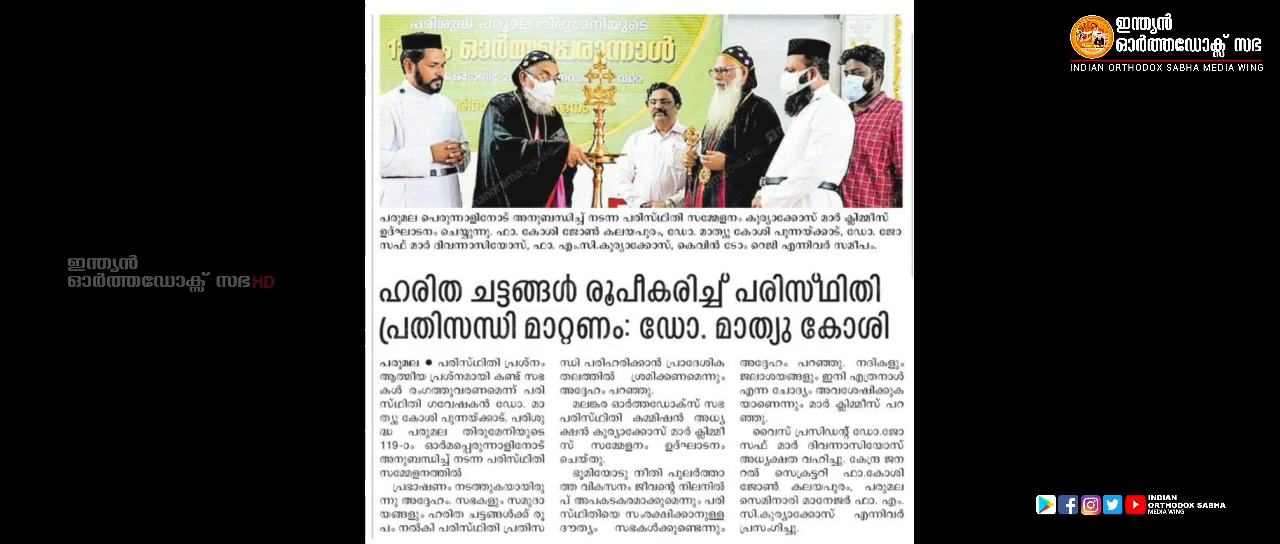 പരിശുദ്ധ പരുമല തിരുമേനിയുടെ
ഇന്ത്യൻ
ഓർത്തഡോക്സ് സഭ
INDIAN ORTHODOX SABHA MEDIA WING
പരുമല പെരുന്നാളിനോട് അനുബന്ധിച്ച് നടന്ന പരിസ്ഥിതി സമ്മേളനം കുര്യാക്കോസ് മാർ ക്ലിമ്മീസ്
ഉദ്ഘാടനം ചെയ്യുന്നു. ഫാ. കോശി ജോൺ കലയപുരം, ഡോ. മാത്യു കോശി പുന്നയ്ക്കാട്, ഡോ. ജോ
സഫ് മാർ ദിവന്നാസിയോസ്, ഫാ. എം.സി.കുര്യാക്കോസ്, കെവിൻ ടോം റെജി എന്നിവർ സമീപം.
ഇന്ത്യൻ
ഓർത്തഡോക്സ് സഭ HD
ഹരിത ചട്ടങ്ങൾ രൂപീകരിച്ച് പരിസ്ഥിതി
പ്രതിസന്ധി മാറ്റണം: ഡോ. മാത്യു കോശി
പരുമല ● പരിസ്ഥിതി പ്രശ്നം
ആത്മീയ പ്രശ്നമായി കണ്ട് സഭ
കൾ രംഗത്തുവരണമെന്ന് പരി
സ്ഥിതി ഗവേഷകൻ ഡോ. മാ
ത്യു കോശി പുന്നയ്ക്കാട്. പരിശു
ദ്ധ പരുമല തിരുമേനിയുടെ
119-ാം ഓർമപ്പെരുന്നാളിനോട്
അനുബന്ധിച്ച് നടന്ന പരിസ്ഥിതി
സമ്മേളനത്തിൽ
പ്രഭാഷണം നടത്തുകയായിരു
ന്നു അദ്ദേഹം. സഭകളും സമുദാ
യങ്ങളും ഹരിത ചട്ടങ്ങൾക്ക് രൂ
പം നൽകി പരിസ്ഥിതി പ്രതിസ
ന്ധി പരിഹരിക്കാൻ പ്രാദേശിക
തലത്തിൽ ശ്രമിക്കണമെന്നും
അദ്ദേഹം പറഞ്ഞു.
മലങ്കര ഓർത്തഡോക്സ് സഭ
പരിസ്ഥിതി കമ്മിഷൻ അധ്യ
ക്ഷൻ കുര്യാക്കോസ് മാർ ക്ലിമ്മീ
സ് സമ്മേളനം ഉദ്ഘാടനം
ചെയ്തു.
ഭൂമിയോടു നീതി പുലർത്താ
ത്ത വികസനം ജീവന്റെ നിലനിൽ
പ് അപകടകരമാക്കുമെന്നും പരി
സ്ഥിതിയെ സംരക്ഷിക്കാനുള്ള
ദൗത്യം സഭകൾക്കുണ്ടെന്നും
അദ്ദേഹം പറഞ്ഞു. നദികളും
ജലാശയങ്ങളും ഇനി എത്രനാൾ
എന്ന ചോദ്യം അവശേഷിക്കുക
യാണെന്നും മാർ ക്ലിമ്മീസ് പറ
ഞ്ഞു.
വൈസ് പ്രസിഡന്റ് ഡോ.ജോ
സഫ് മാർ ദിവന്നാസിയോസ്
അധ്യക്ഷത വഹിച്ചു. കേന്ദ്ര ജന
റൽ സെക്രട്ടറി ഫാ.കോശി
ജോൺ കലയപുരം, പരുമല
സെമിനാരി മാനേജർ ഫാ. എം.
സി.കുര്യാക്കോസ് എന്നിവർ
പ്രസംഗിച്ചു.
INDIAN
ORTHODOX SABHA
MEDIA WING